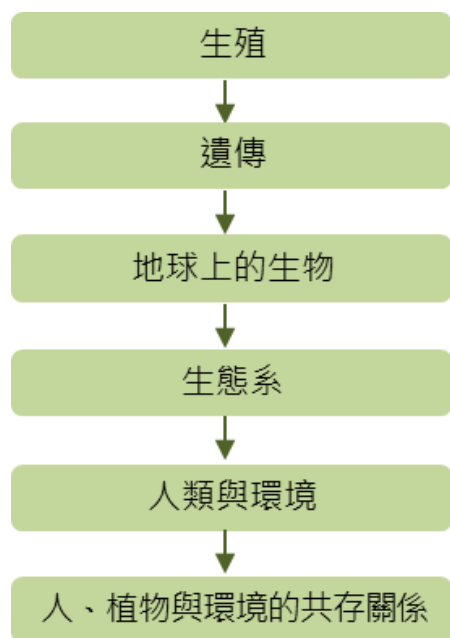 生殖
遺傳
地球上的生物
生態系
人類與環境
人、植物與環境的共存關係